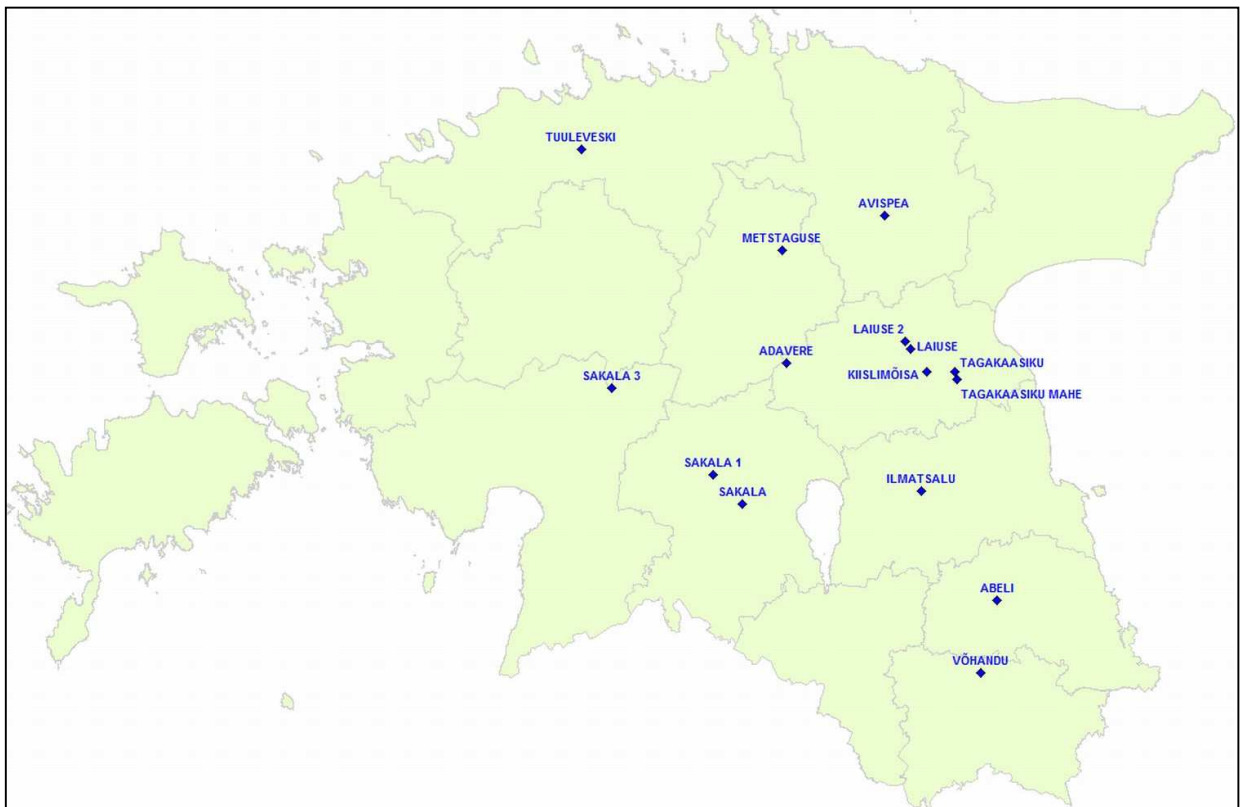 TUULEVESKI
AVISPEA
METSTAGUSE
LAIUSE 2
LAIUSE
ADAVERE
TAGAKAASIKU
KIISLIMÕISA
SAKALA 3
TAGAKAASIKU MAHE
SAKALA 1
ILMATSALU
SAKALA
ABELI
VÕHANDU